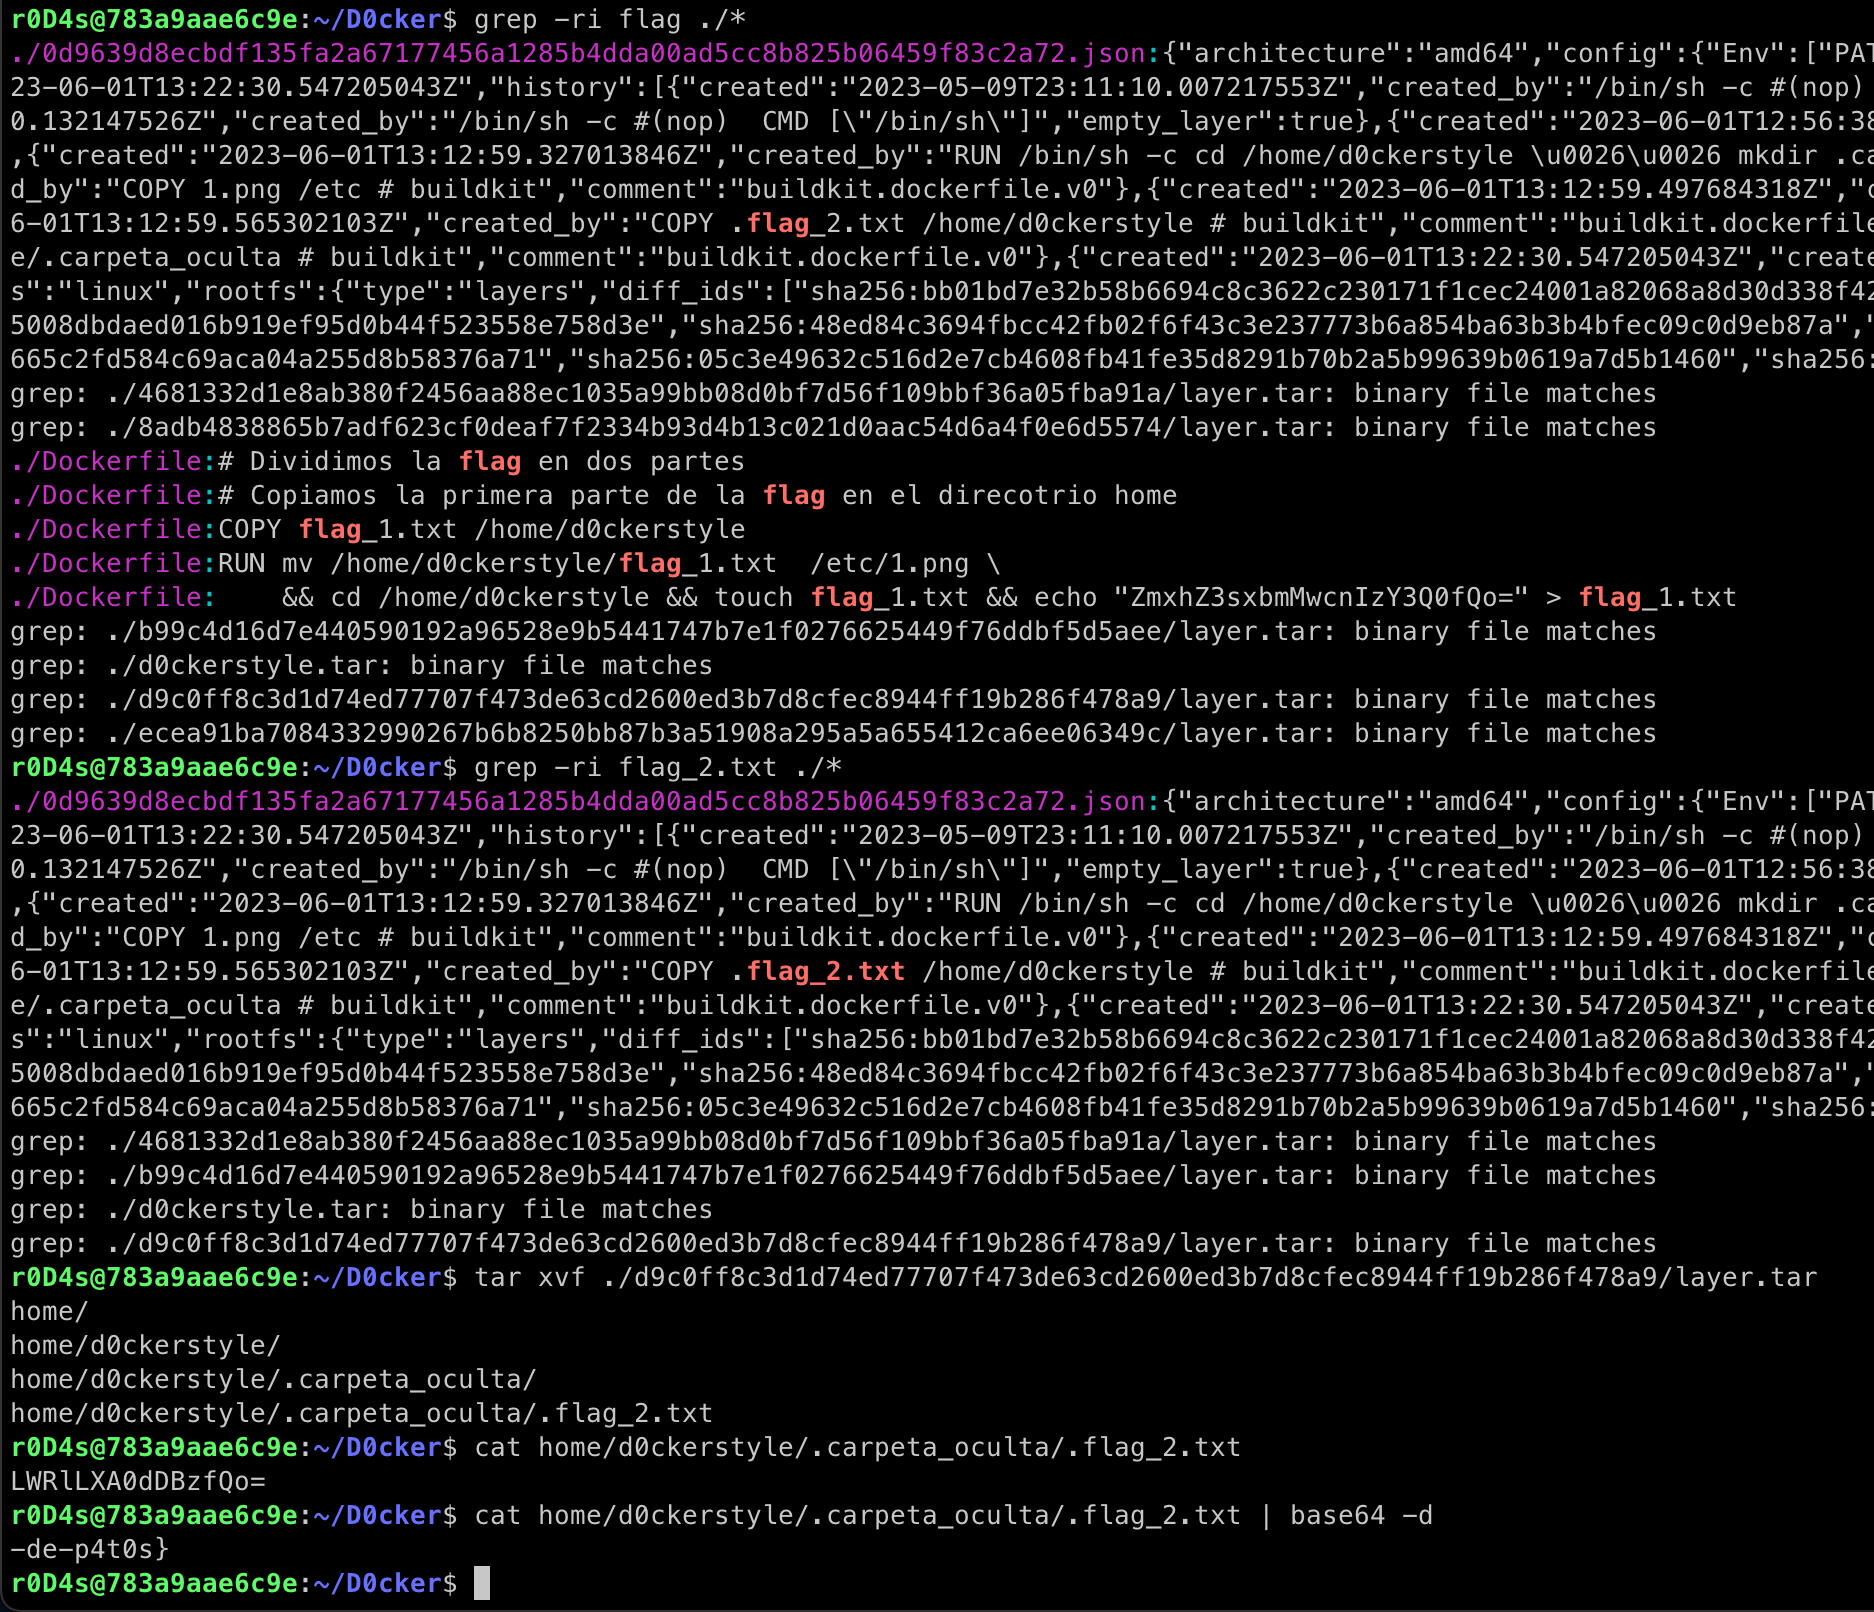 r0D4s@783a9aae6c9e:~/D0cker$ grep -ri flag ./*
./0d9639d8ecbdf135fa2a67177456a1285b4dda00ad5cc8b825b06459f83c2a72.json:{"architecture":"amd64","config":{"Env":["PAT
23-06-01T13:22:30.547205043Z","history":[{"created":"2023-05-09T23:11:10.007217553Z","created_by":"/bin/sh -c #(nop)
0.132147526Z","created_by":"/bin/sh -c #(nop)  CMD [\"/bin/sh\"]","empty_layer":true},{"created":"2023-06-01T12:56:38
,{"created":"2023-06-01T13:12:59.327013846Z","created_by":"RUN /bin/sh -c cd /home/d0ckerstyle \u0026\u0026 mkdir .ca
d_by":"COPY 1.png /etc # buildkit","comment":"buildkit.dockerfile.v0"},{"created":"2023-06-01T13:12:59.497684318Z","c
6-01T13:12:59.565302103Z","created_by":"COPY .flag_2.txt /home/d0ckerstyle # buildkit","comment":"buildkit.dockerfile
e/.carpeta_oculta # buildkit","comment":"buildkit.dockerfile.v0"},{"created":"2023-06-01T13:22:30.547205043Z","create
s":"linux","rootfs":{"type":"layers","diff_ids":["sha256:bb01bd7e32b58b6694c8c3622c230171f1cec24001a82068a8d30d338f42
5008dbdaed016b919ef95d0b44f523558e758d3e","sha256:48ed84c3694fbcc42fb02f6f43c3e237773b6a854ba63b3b4bfec09c0d9eb87a","
665c2fd584c69aca04a255d8b58376a71","sha256:05c3e49632c516d2e7cb4608fb41fe35d8291b70b2a5b99639b0619a7d5b1460","sha256:
grep: ./4681332d1e8ab380f2456aa88ec1035a99bb08d0bf7d56f109bbf36a05fba91a/layer.tar: binary file matches
grep: ./8adb4838865b7adf623cf0deaf7f2334b93d4b13c021d0aac54d6a4f0e6d5574/layer.tar: binary file matches
./Dockerfile:# Dividimos la flag en dos partes
./Dockerfile:# Copiamos la primera parte de la flag en el direcotrio home
./Dockerfile:COPY flag_1.txt /home/d0ckerstyle
./Dockerfile:RUN mv /home/d0ckerstyle/flag_1.txt  /etc/1.png \
./Dockerfile:    && cd /home/d0ckerstyle && touch flag_1.txt && echo "ZmxhZ3sxbmMwcnIzY3Q0fQo=" > flag_1.txt
grep: ./b99c4d16d7e440590192a96528e9b5441747b7e1f0276625449f76ddbf5d5aee/layer.tar: binary file matches
grep: ./d0ckerstyle.tar: binary file matches
grep: ./d9c0ff8c3d1d74ed77707f473de63cd2600ed3b7d8cfec8944ff19b286f478a9/layer.tar: binary file matches
grep: ./ecea91ba7084332990267b6b8250bb87b3a51908a295a5a655412ca6ee06349c/layer.tar: binary file matches
r0D4s@783a9aae6c9e:~/D0cker$ grep -ri flag_2.txt ./*
./0d9639d8ecbdf135fa2a67177456a1285b4dda00ad5cc8b825b06459f83c2a72.json:{"architecture":"amd64","config":{"Env":["PAT
23-06-01T13:22:30.547205043Z","history":[{"created":"2023-05-09T23:11:10.007217553Z","created_by":"/bin/sh -c #(nop)
0.132147526Z","created_by":"/bin/sh -c #(nop)  CMD [\"/bin/sh\"]","empty_layer":true},{"created":"2023-06-01T12:56:38
,{"created":"2023-06-01T13:12:59.327013846Z","created_by":"RUN /bin/sh -c cd /home/d0ckerstyle \u0026\u0026 mkdir .ca
d_by":"COPY 1.png /etc # buildkit","comment":"buildkit.dockerfile.v0"},{"created":"2023-06-01T13:12:59.497684318Z","c
6-01T13:12:59.565302103Z","created_by":"COPY .flag_2.txt /home/d0ckerstyle # buildkit","comment":"buildkit.dockerfile
e/.carpeta_oculta # buildkit","comment":"buildkit.dockerfile.v0"},{"created":"2023-06-01T13:22:30.547205043Z","create
s":"linux","rootfs":{"type":"layers","diff_ids":["sha256:bb01bd7e32b58b6694c8c3622c230171f1cec24001a82068a8d30d338f42
5008dbdaed016b919ef95d0b44f523558e758d3e","sha256:48ed84c3694fbcc42fb02f6f43c3e237773b6a854ba63b3b4bfec09c0d9eb87a","
665c2fd584c69aca04a255d8b58376a71","sha256:05c3e49632c516d2e7cb4608fb41fe35d8291b70b2a5b99639b0619a7d5b1460","sha256:
grep: ./4681332d1e8ab380f2456aa88ec1035a99bb08d0bf7d56f109bbf36a05fba91a/layer.tar: binary file matches
grep: ./b99c4d16d7e440590192a96528e9b5441747b7e1f0276625449f76ddbf5d5aee/layer.tar: binary file matches
grep: ./d0ckerstyle.tar: binary file matches
grep: ./d9c0ff8c3d1d74ed77707f473de63cd2600ed3b7d8cfec8944ff19b286f478a9/layer.tar: binary file matches
r0D4s@783a9aae6c9e:~/D0cker$ tar xvf ./d9c0ff8c3d1d74ed77707f473de63cd2600ed3b7d8cfec8944ff19b286f478a9/layer.tar
home/
home/d0ckerstyle/
home/d0ckerstyle/.carpeta_oculta/
home/d0ckerstyle/.carpeta_oculta/.flag_2.txt
r0D4s@783a9aae6c9e:~/D0cker$ cat home/d0ckerstyle/.carpeta_oculta/.flag_2.txt
LWRlLXA0dDBzfQo=
r0D4s@783a9aae6c9e:~/D0cker$ cat home/d0ckerstyle/.carpeta_oculta/.flag_2.txt | base64 -d
-de-p4t0s}
r0D4s@783a9aae6c9e:~/D0cker$